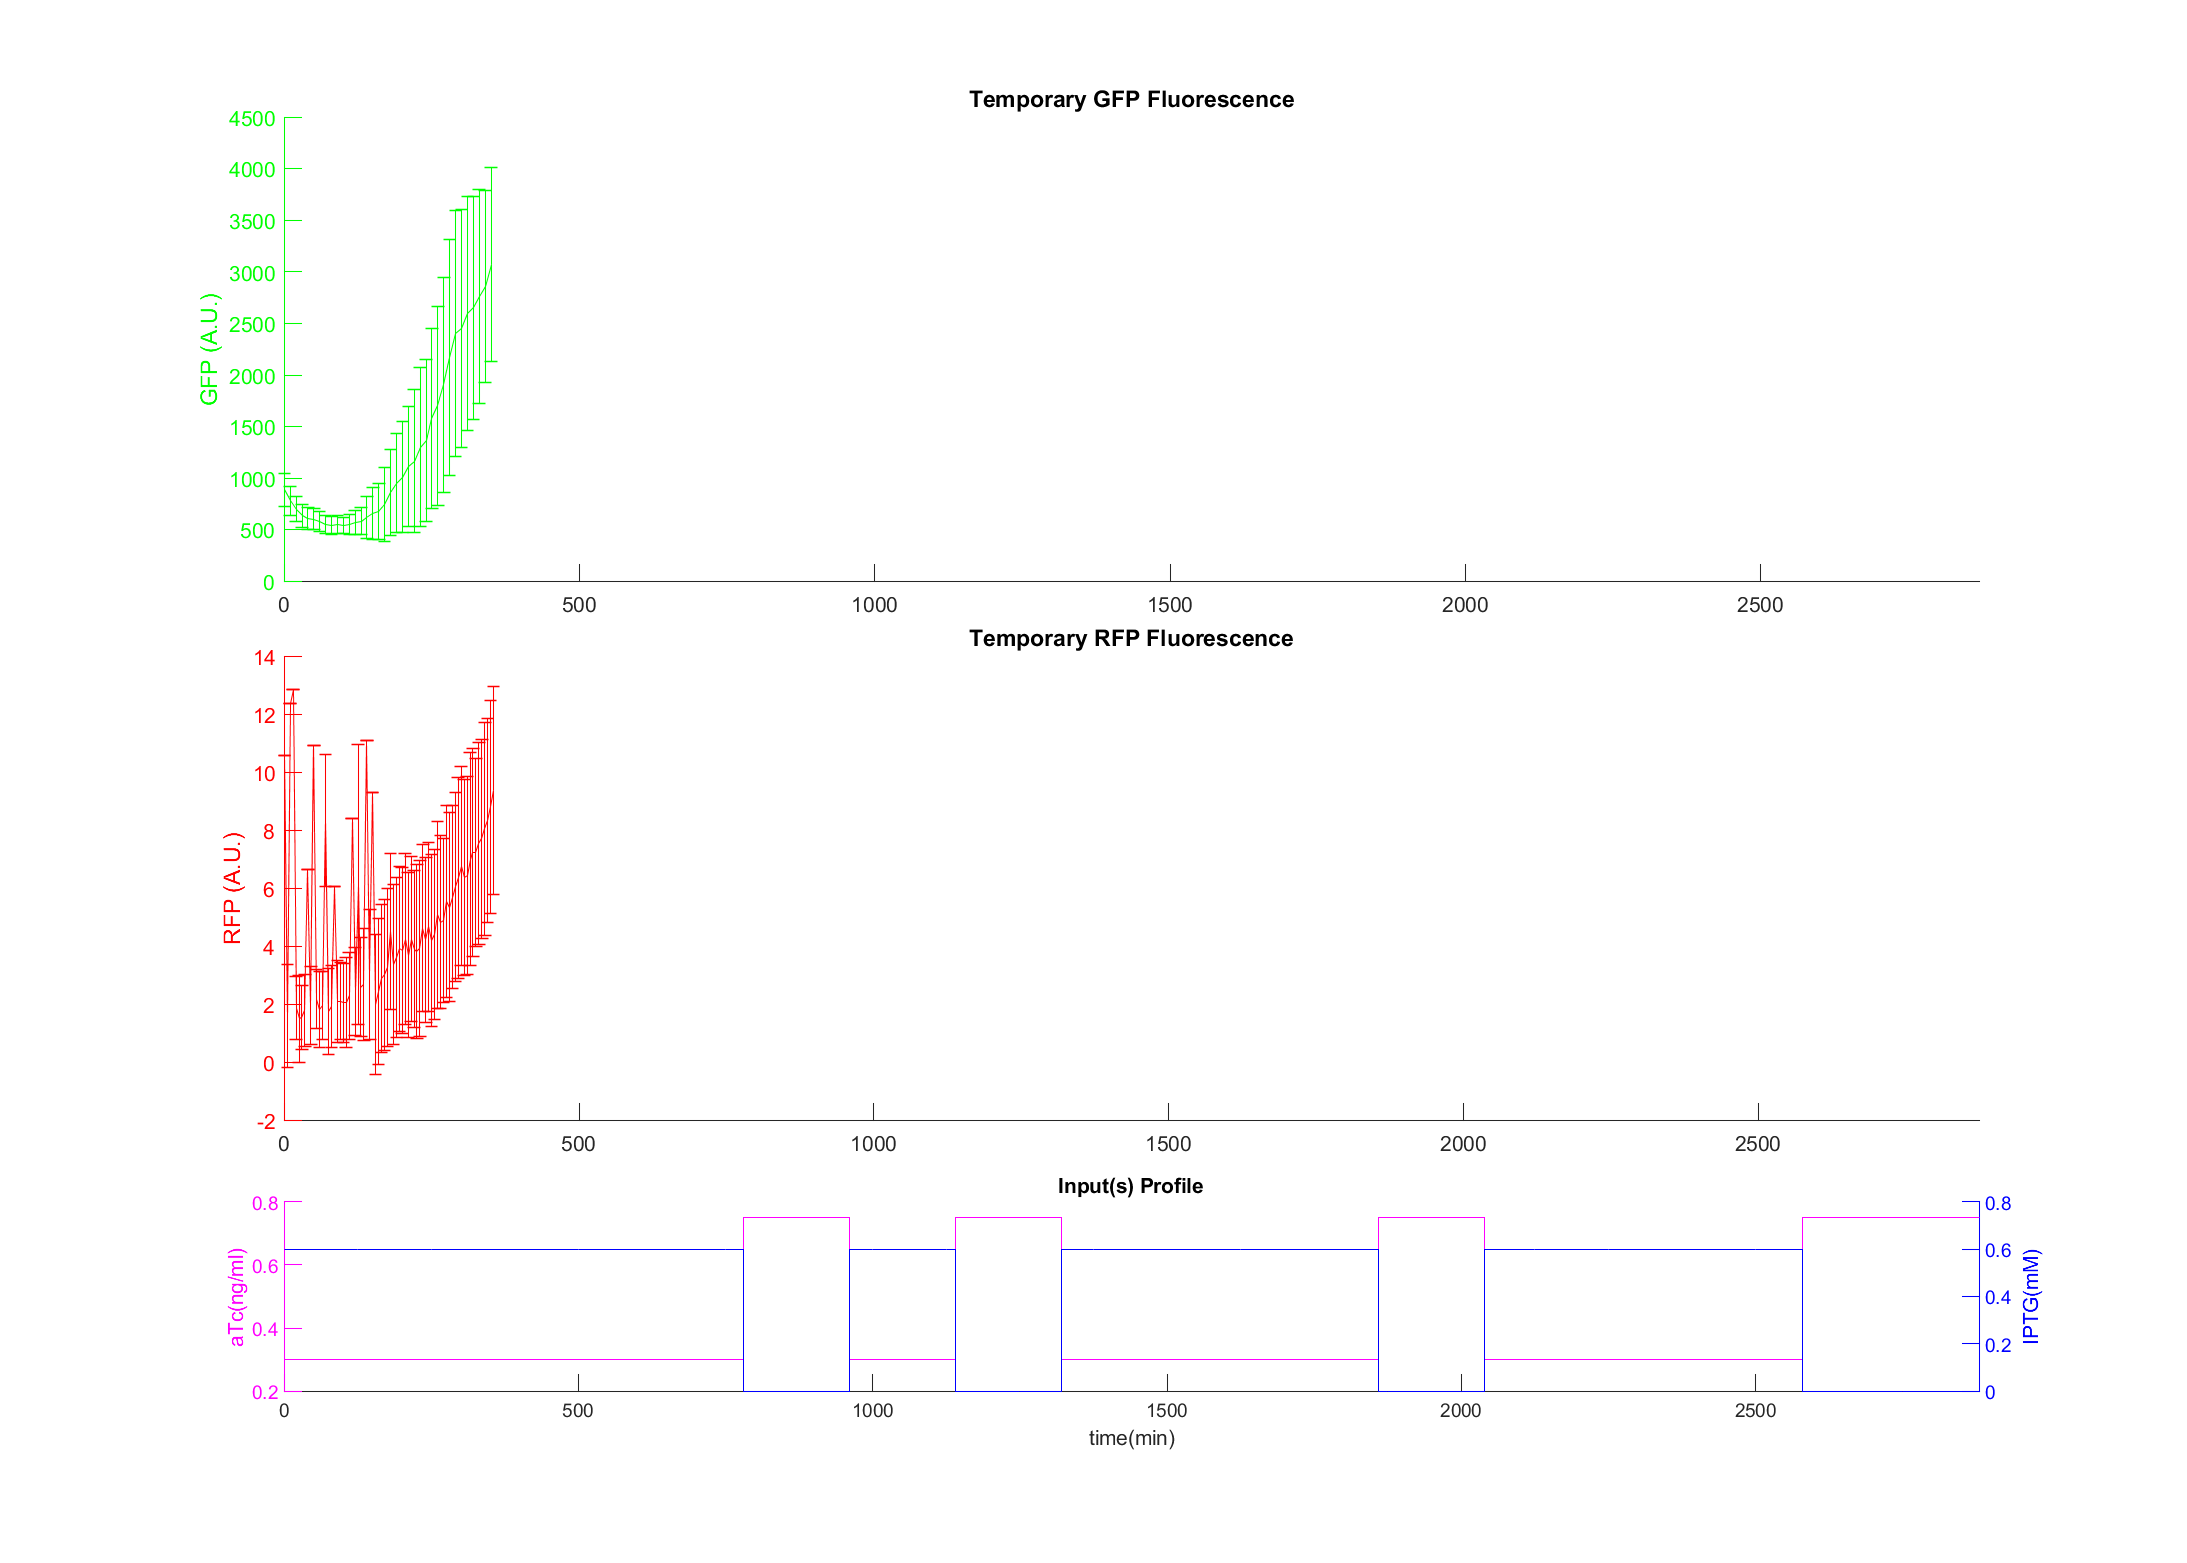 Temporary GFP Fluorescence
4500
4000
3500
3000
2500
2000
1500
1000
500
0
GFP (A.U.)
0 500 1000 1500 2000 2500
Temporary RFP Fluorescence
14
12
10
8
6
4
2
0
-2
RFP (A.U.)
0 500 1000 1500 2000 2500
Input(s) Profile
0.8
0.6
0.4
0.2
aTc(ng/ml)
0.8
0.6
0.4
0.2
0
IPTG(mM)
0 500 1000 1500 2000 2500
time(min)